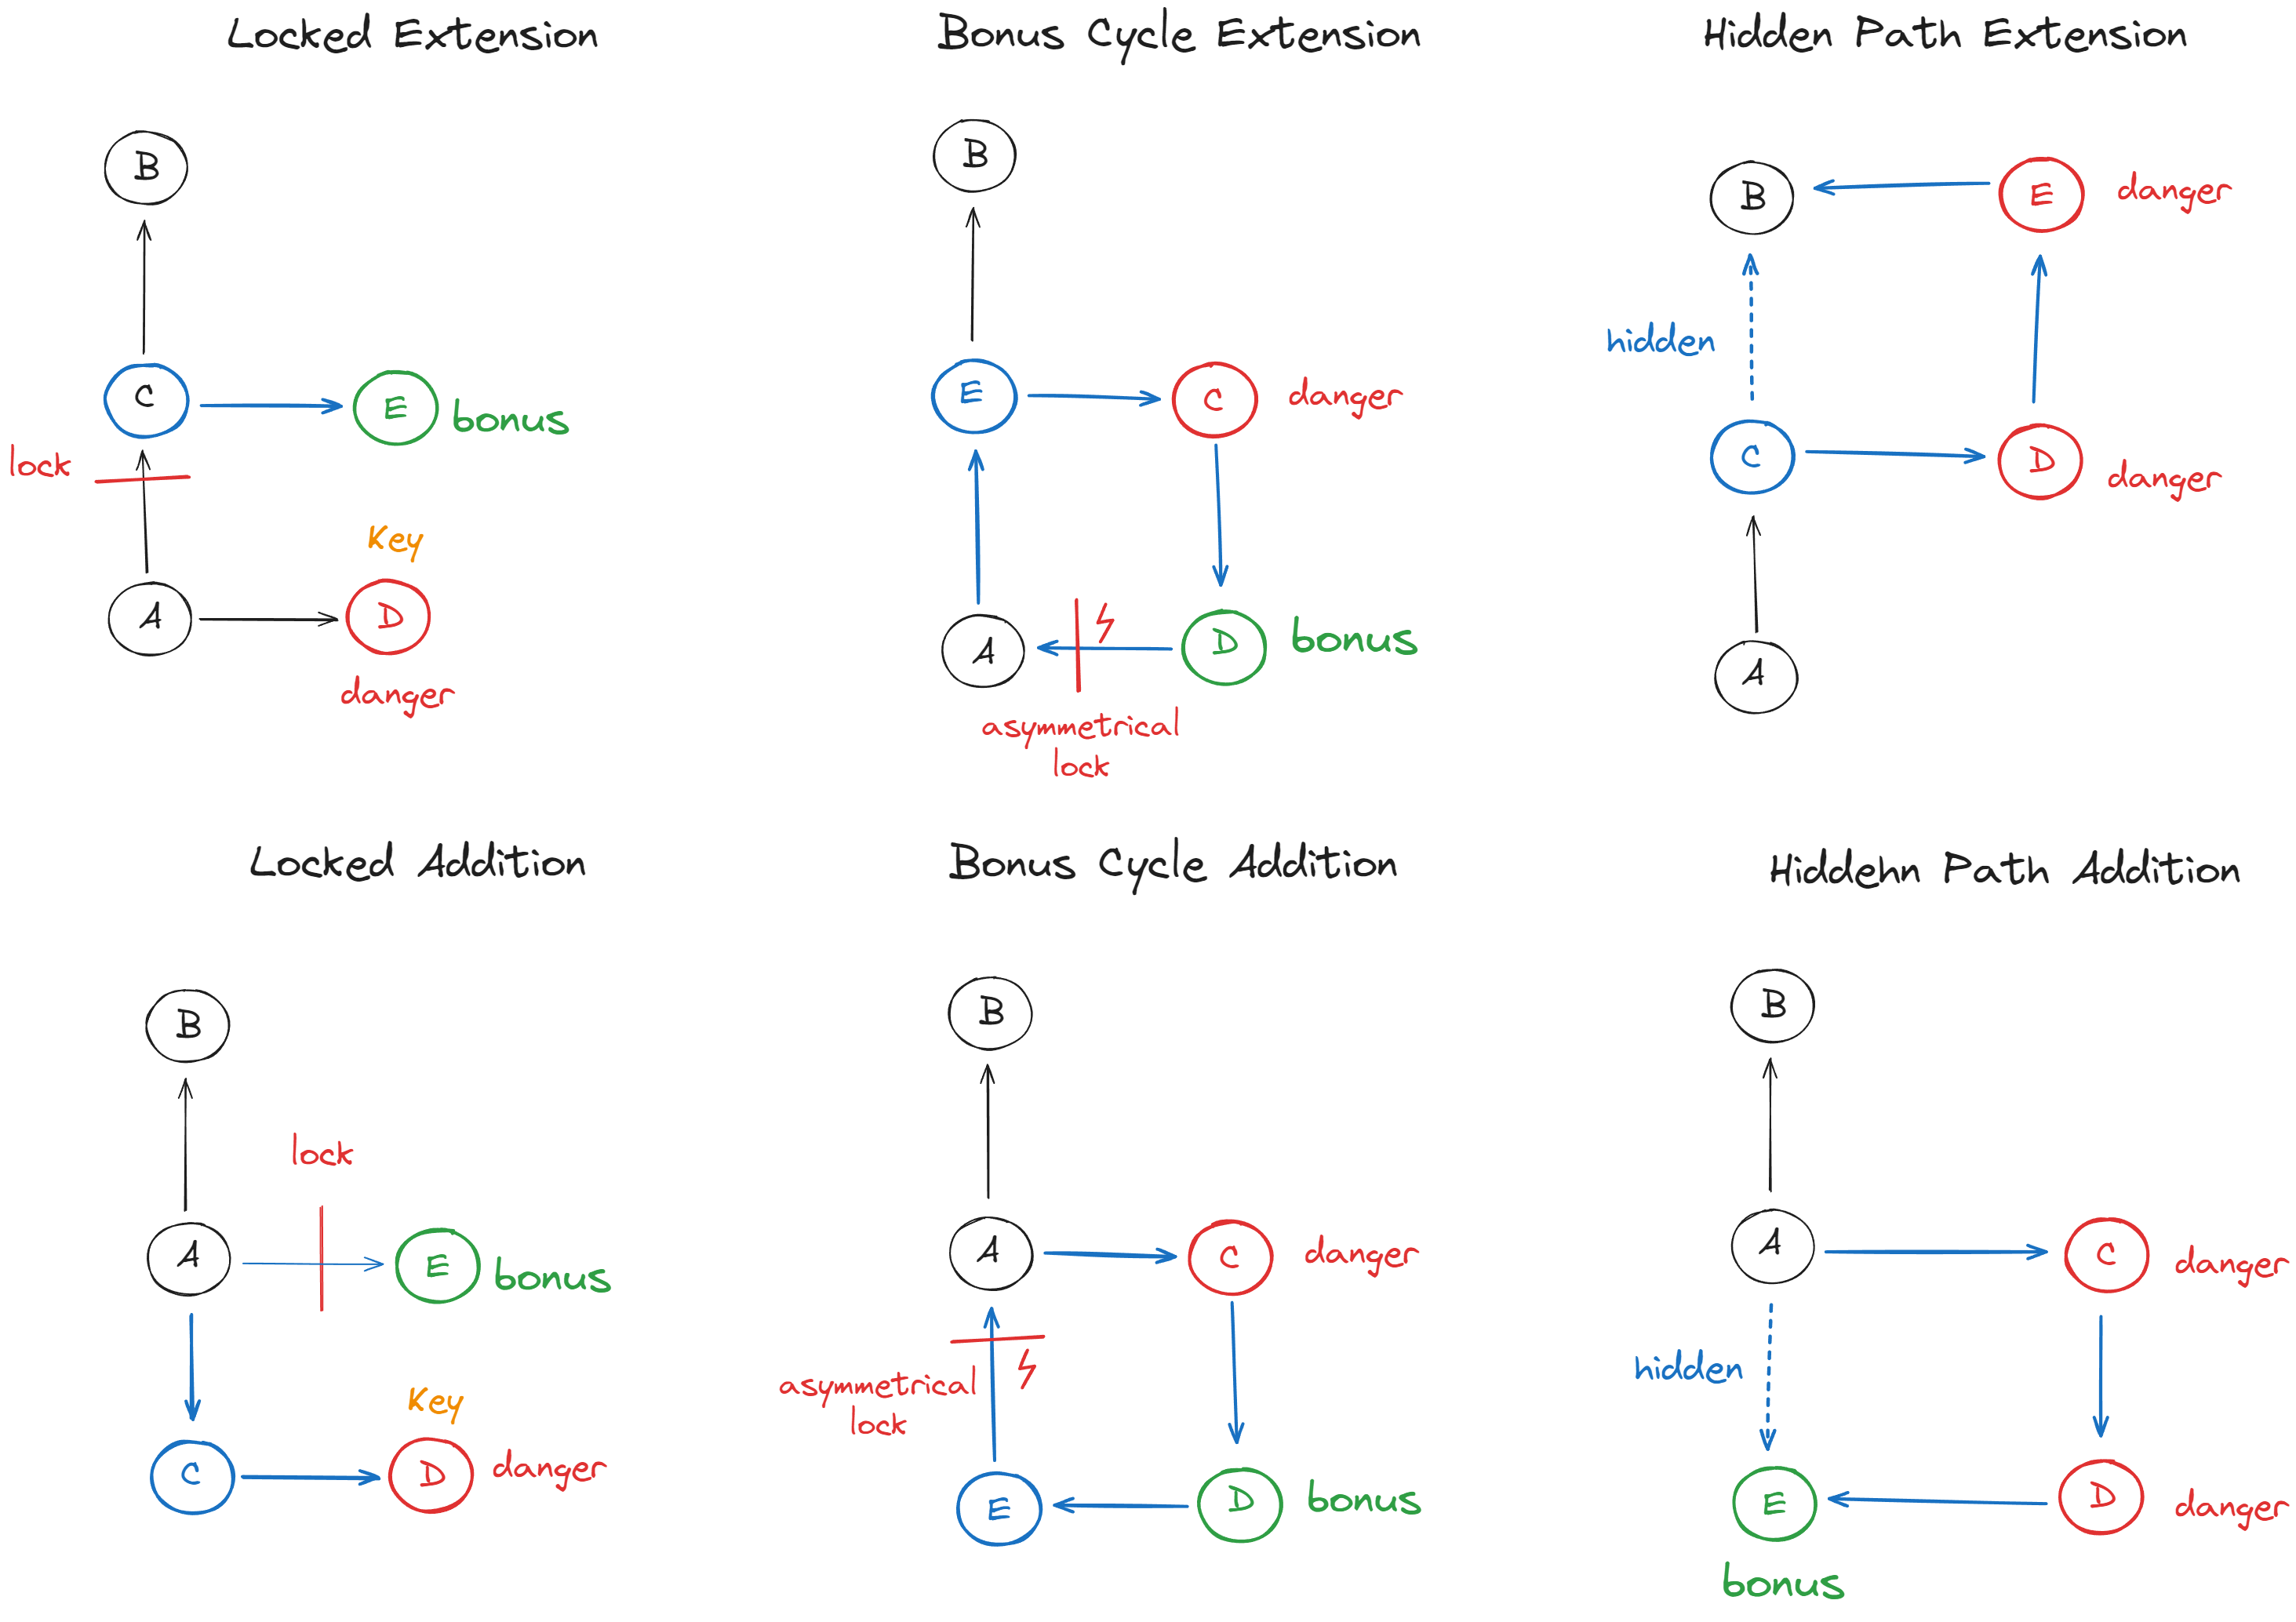 Locked Extension
B
C
E bonus
lock
Key
A
D
danger
Bonus Cycle Extension
B
E
C danger
A
D bonus
asymmetrical
lock
Hidden Path Extension
B
E danger
hidden
C
D danger
A
Locked Addition
B
lock
A
E bonus
Key
C
D danger
Bonus Cycle Addition
B
A
C danger
asymmetrical
lock
E
D bonus
Hiddehn Path Addition
B
A
C danger
hidden
E
D danger
bonus